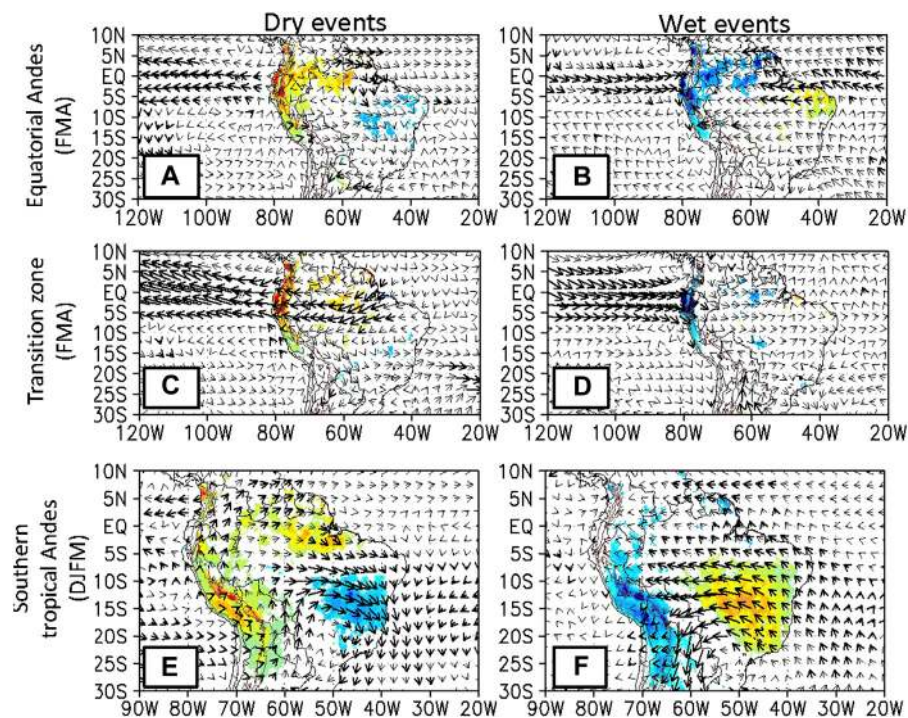 Dry events
Wet events
Equatorial Andes
(FMA)
10N
5N
EQ
5S
10S
15S
20S
25S
30S
A
120W 100W 80W 60W 40W 20W
10N
5N
EQ
5S
10S
15S
20S
25S
30S
B
120W 100W 80W 60W 40W 20W
Transition zone
(FMA)
10N
5N
EQ
5S
10S
15S
20S
25S
30S
C
120W 100W 80W 60W 40W 20W
10N
5N
EQ
5S
10S
15S
20S
25S
30S
D
120W 100W 80W 60W 40W 20W
Southern
tropical Andes
(DJFM)
10N
5N
EQ
5S
10S
15S
20S
25S
30S
E
90W 80W 70W 60W 50W 40W 30W 20W
10N
5N
EQ
5S
10S
15S
20S
25S
30S
F
90W 80W 70W 60W 50W 40W 30W 20W